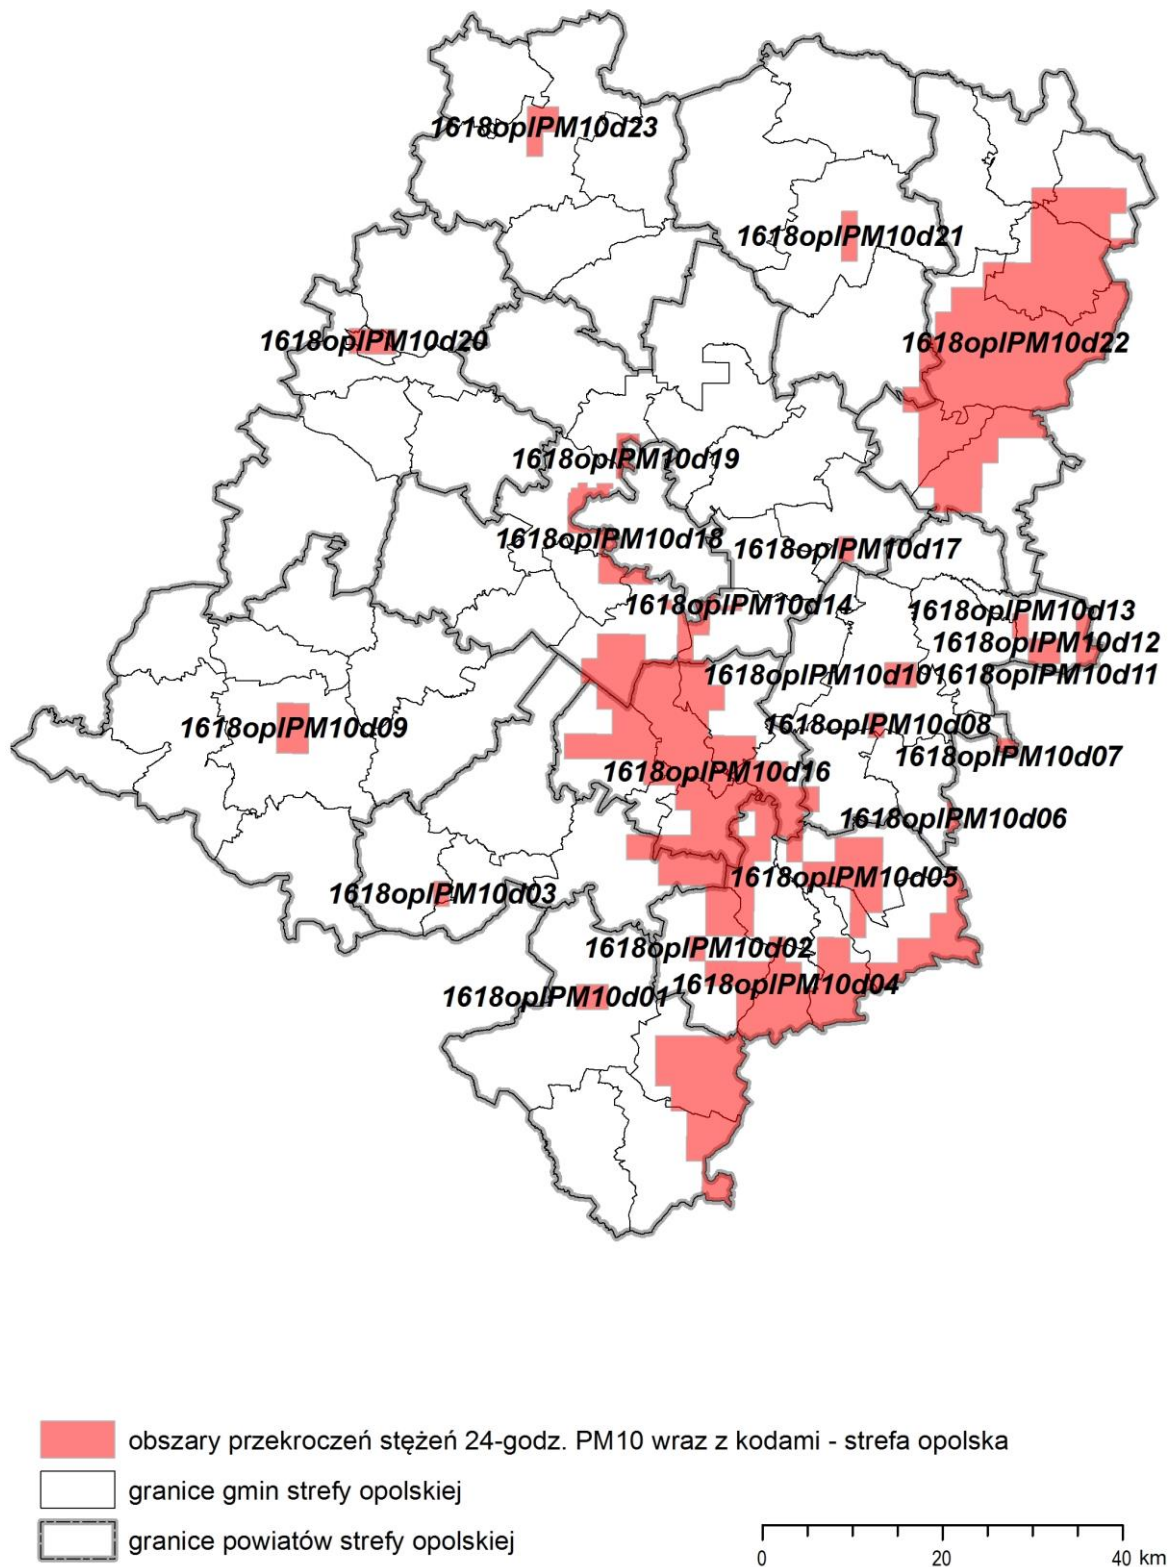 1618oplPM10d23
1618oplPM10d21
1618oplPM10d20
1618oplPM10d22
1618oplPM10d19
1618oplPM10d18
1618oplPM10d17
1618oplPM10d14
1618oplPM10d13
1618oplPM10d12
1618oplPM10d10
1618oplPM10d11
1618oplPM10d09
1618oplPM10d08
1618oplPM10d07
1618oplPM10d16
1618oplPM10d06
1618oplPM10d05
1618oplPM10d03
1618oplPM10d02
1618oplPM10d04
1618oplPM10d01
obszary przekroczeń stężeń 24-godz. PM10 wraz z kodami - strefa opolska
granice gmin strefy opolskiej
granice powiatów strefy opolskiej
0 20 40 km